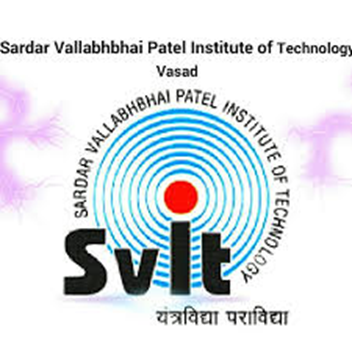 Sardar Vallabhbhai Patel Institute of Technology
Vasad
SARDAR VALLABHBHAI PATEL INSTITUTE OF TECHNOLOGY
SvIt
यंत्रविद्या पराविद्या